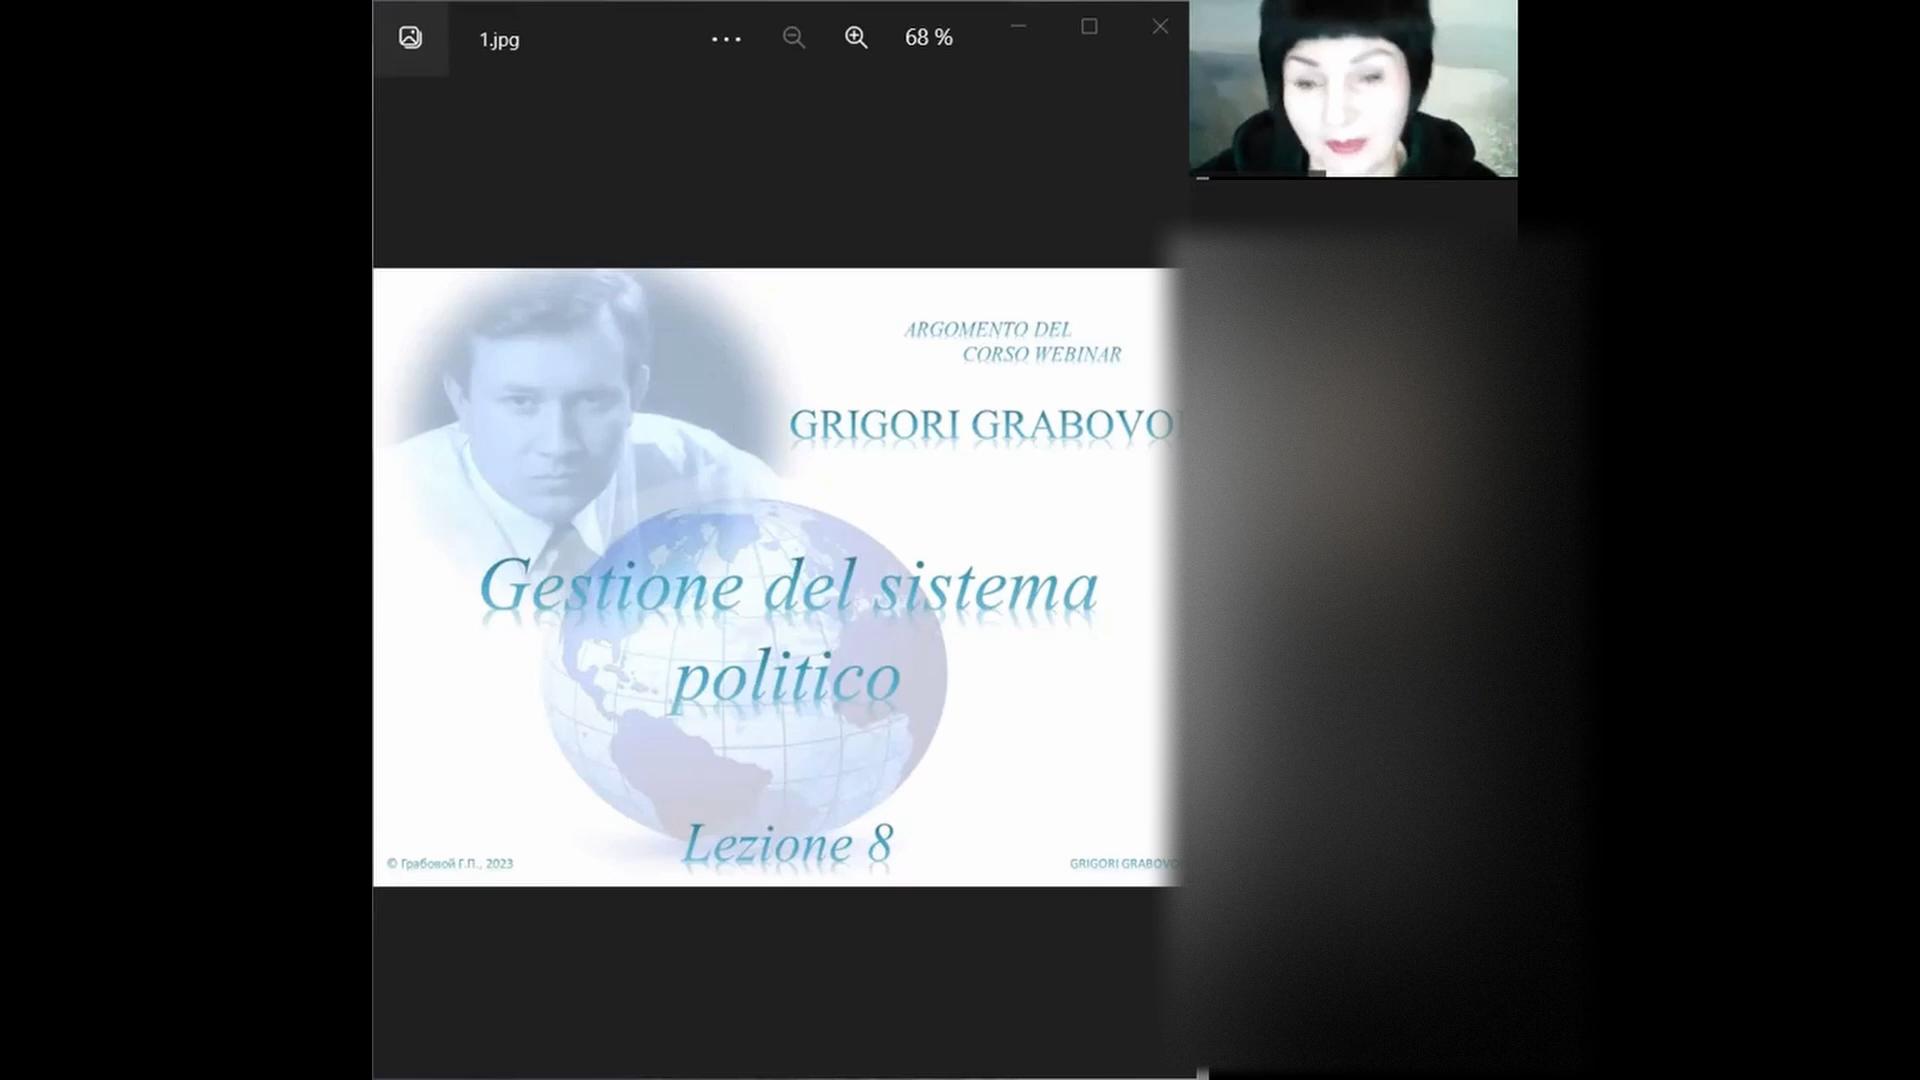 1.jpg
68 %
ARGOMENTO DEL
CORSO WEBINAR
GRIGORI GRABOVO
Gestione del sistema
politico
Lezione 8
© Грабовой Г.П., 2023
GRIGORI GRABOVO